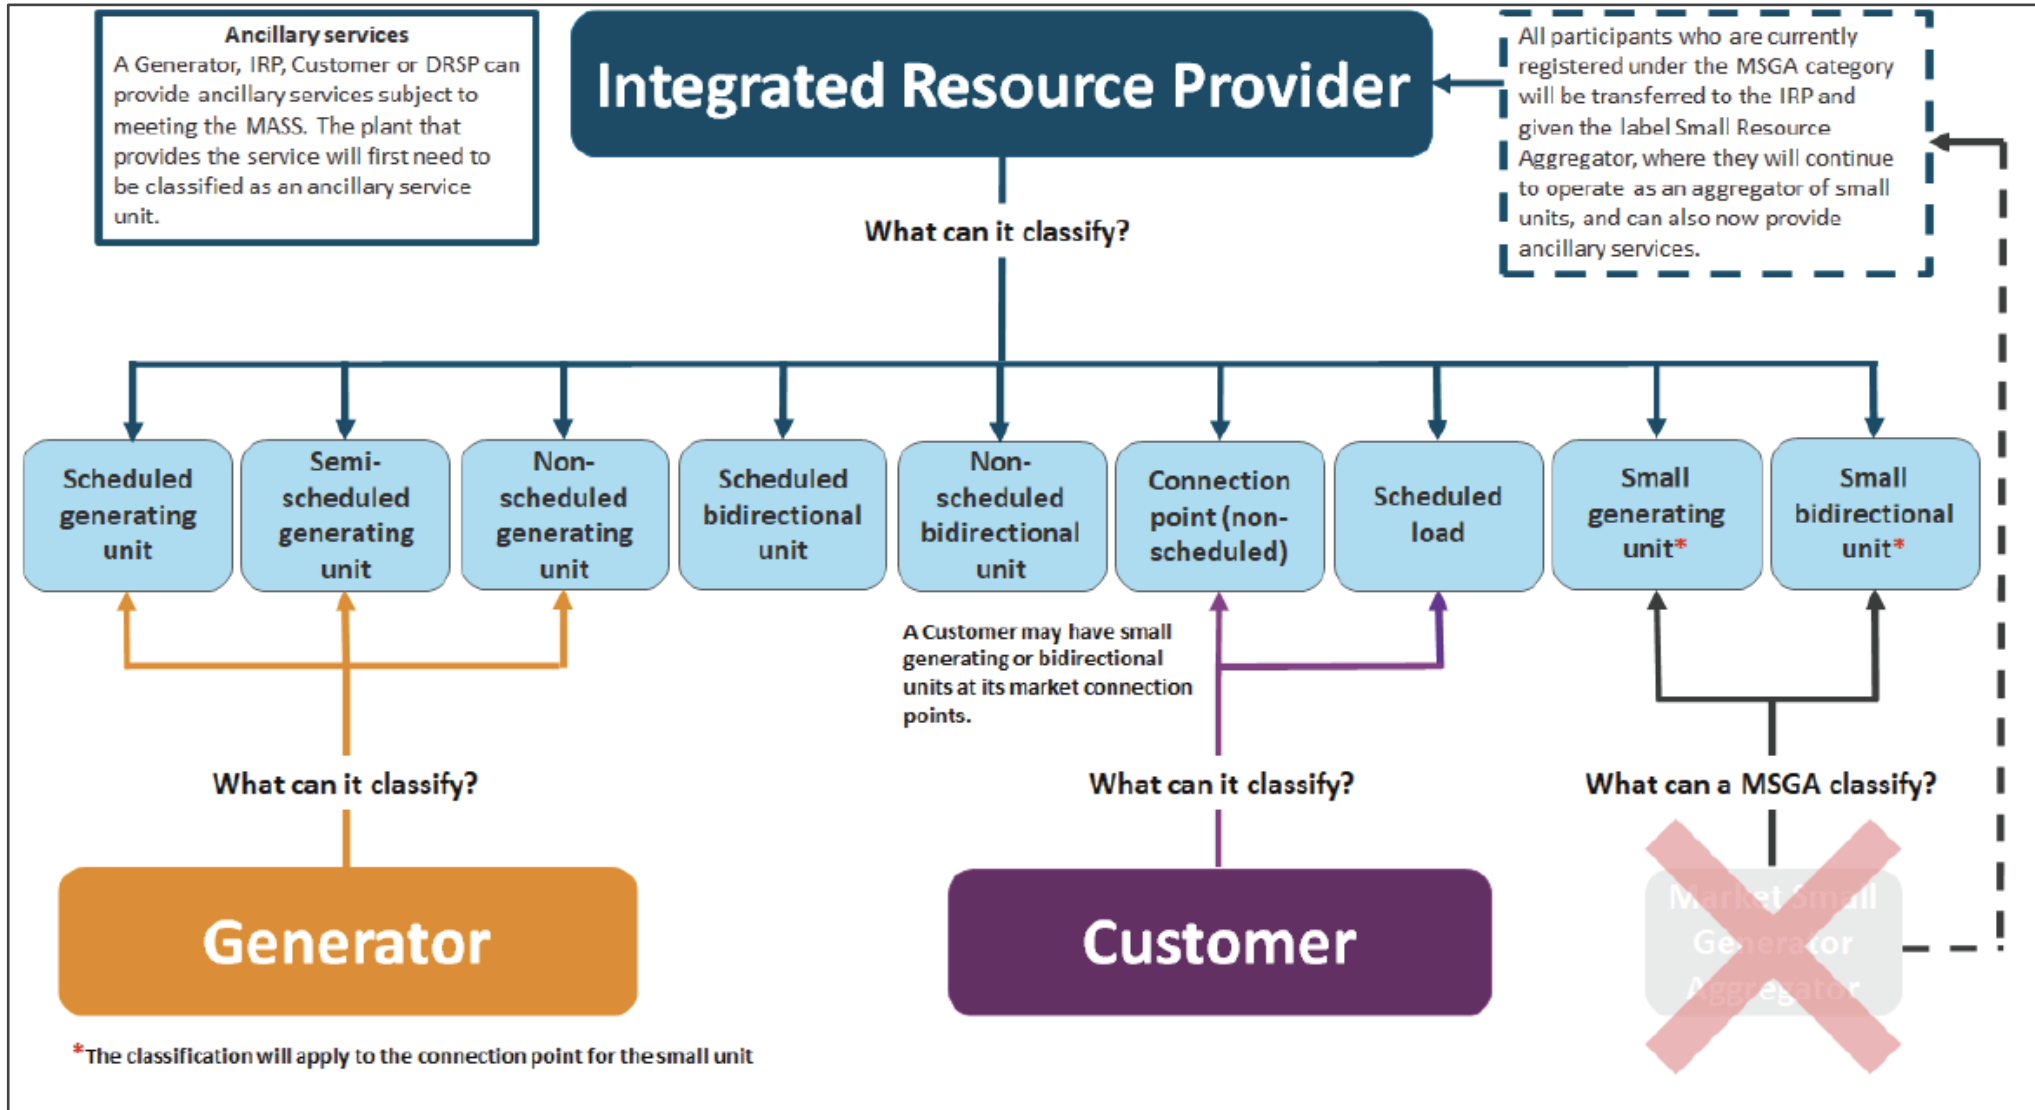 Ancillary services
A Generator, IRP, Customer or DRSP can
provide ancillary services subject to
meeting the MASS. The plant that
provides the service will first need to
be classified as an ancillary service
unit.
Integrated Resource Provider
All participants who are currently
registered under the MSGA category
will be transferred to the IRP and
given the label Small Resource
Aggregator, where they will continue
to operate as an aggregator of small
units, and can also now provide
ancillary services.
What can it classify?
Scheduled
generating
unit
Semi-
scheduled
generating
unit
Non-
scheduled
generating
unit
Scheduled
bidirectional
unit
Non-
scheduled
bidirectional
unit
Connection
point (non-
scheduled)
Scheduled
load
Small
generating
unit*
Small
bidirectional
unit*
A Customer may have small
generating or bidirectional
units at its market connection
points.
What can it classify?
What can it classify?
What can a MSGA classify?
Generator
Customer
Market Small
Generator
Aggregator
*The classification will apply to the connection point for the small unit